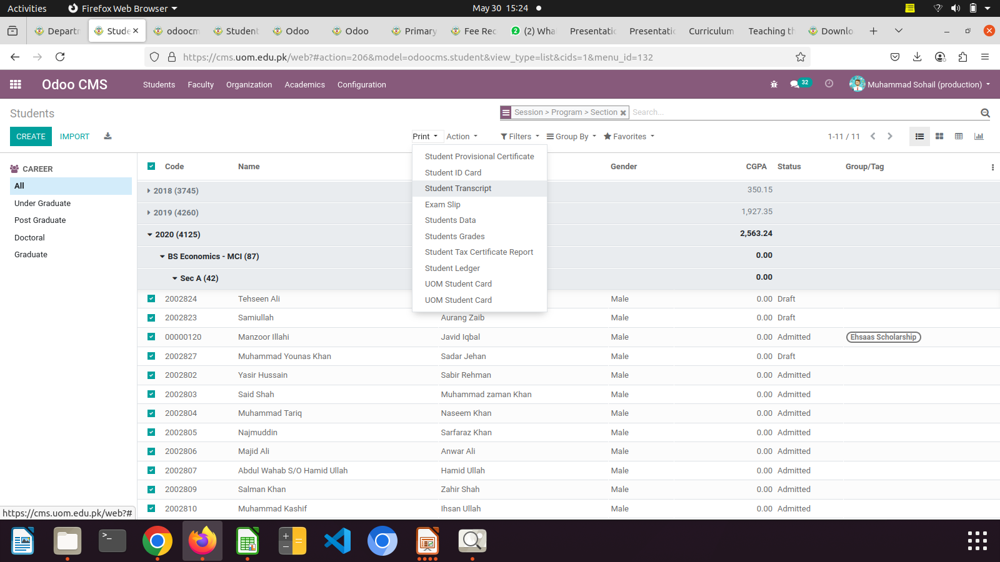 Activities Firefox Web Browser May 30 15:24
Departr Stude odoocm Student Odoo Odoo Primary Fee Rec (2) Wha Presentatio Presentatio Curriculum Teaching th Downlo
https://cms.uom.edu.pk/web?#action=206&model=odoocms.student&view_type=list&cids=1&menu_id=132
Odoo CMS Students Faculty Organization Academics Configuration 32 Muhammad Sohail (production)
Students Session > Program > Section Search...
CREATE IMPORT Print Action Filters Group By Favorites 1-11 / 11
Student Provisional Certificate
Student ID Card
Student Transcript
Exam Slip
Students Data
Students Grades
Student Tax Certificate Report
Student Ledger
UOM Student Card
UOM Student Card
CAREER
All
Under Graduate
Post Graduate
Doctoral
Graduate
Code Name Gender CGPA Status Group/Tag
2018 (3745) 350.15
2019 (4260) 1,927.35
2020 (4125) 2,563.24
BS Economics - MCI (87) 0.00
Sec A (42) 0.00
2002824 Tehseen Ali Male 0.00 Draft
2002823 Samiullah Aurang Zaib Male 0.00 Draft
00000120 Manzoor Illahi Javid Iqbal Male 0.00 Admitted Ehsaas Scholarship
2002827 Muhammad Younas Khan Sadar Jehan Male 0.00 Draft
2002802 Yasir Hussain Sabir Rehman Male 0.00 Admitted
2002803 Said Shah Muhammad zaman Khan Male 0.00 Admitted
2002804 Muhammad Tariq Naseem Khan Male 0.00 Admitted
2002805 Najmuddin Sarfaraz Khan Male 0.00 Admitted
2002806 Majid Ali Anwar Ali Male 0.00 Admitted
2002807 Abdul Wahab S/O Hamid Ullah Hamid Ullah Male 0.00 Admitted
2002809 Salman Khan Zahir Shah Male 0.00 Admitted
2002810 Muhammad Kashif Ihsan Ullah Male 0.00 Admitted
https://cms.uom.edu.pk/web?#